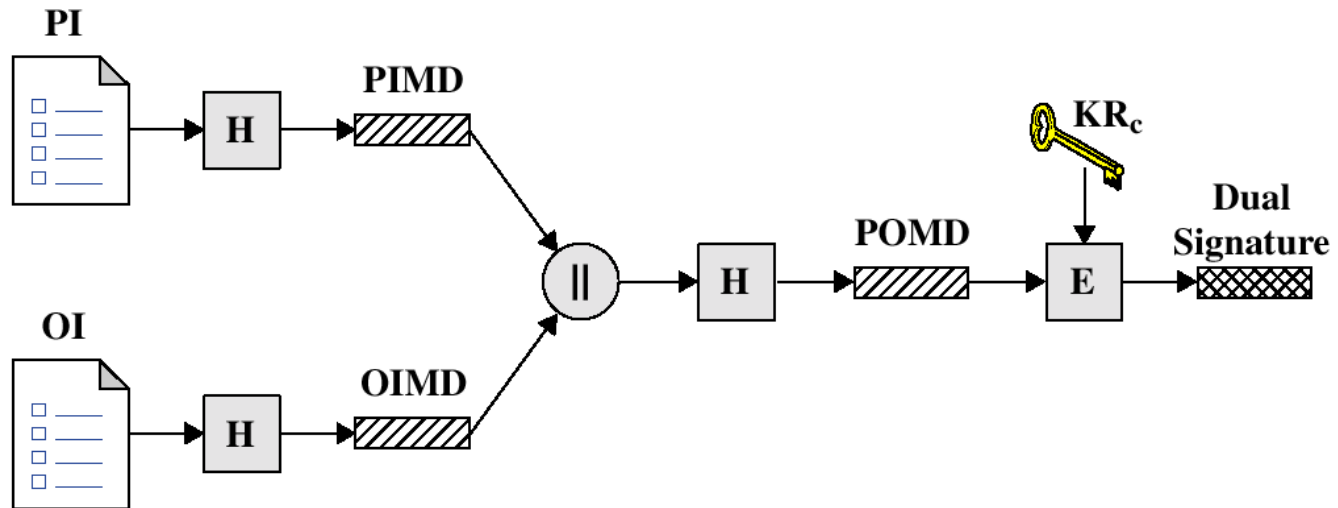 PI
H
PIMD
KRc
Dual
Signature
POMD
||
H
E
OI
OIMD
H